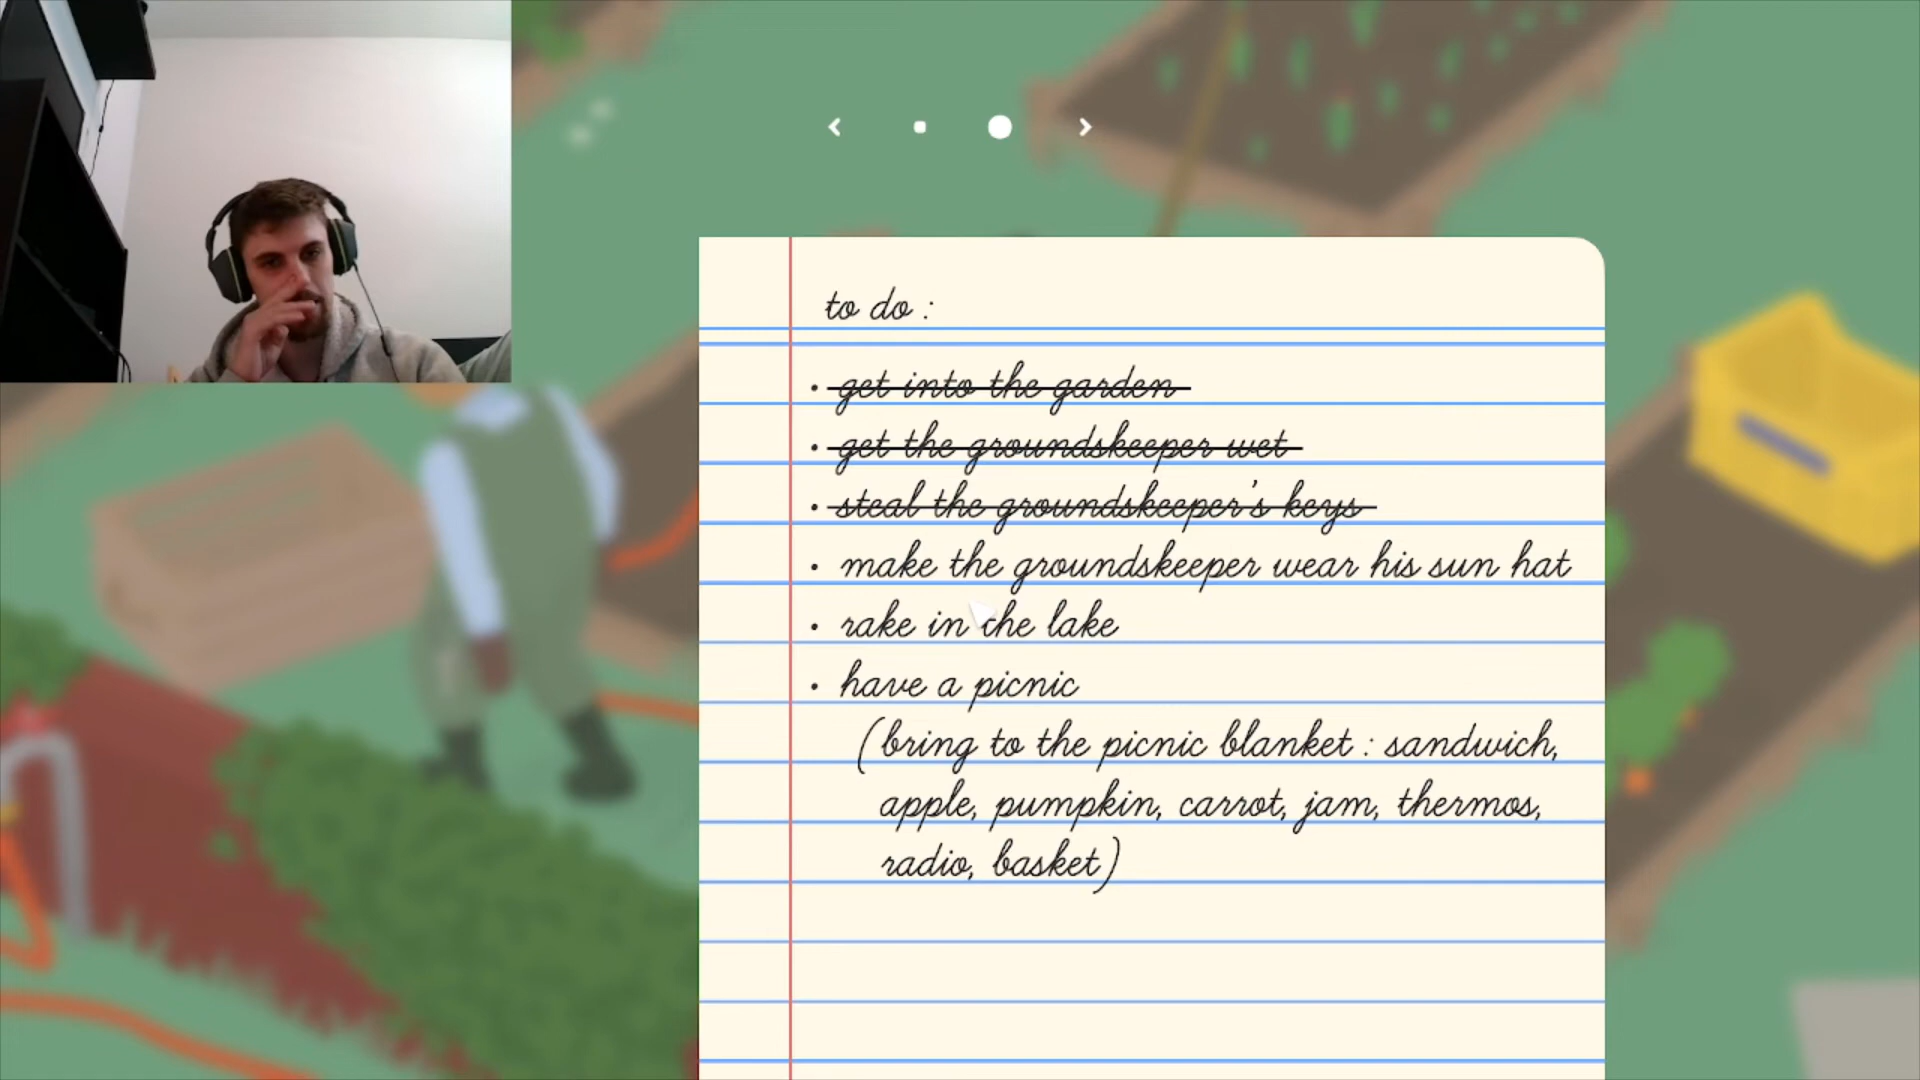 to do :
• get into the garden
• get the groundskeeper wet
• steal the groundskeeper's keys
• make the groundskeeper wear his sun hat
• rake in the lake
• have a picnic
(bring to the picnic blanket : sandwich,
apple, pumpkin, carrot, jam, thermos,
radio, basket)